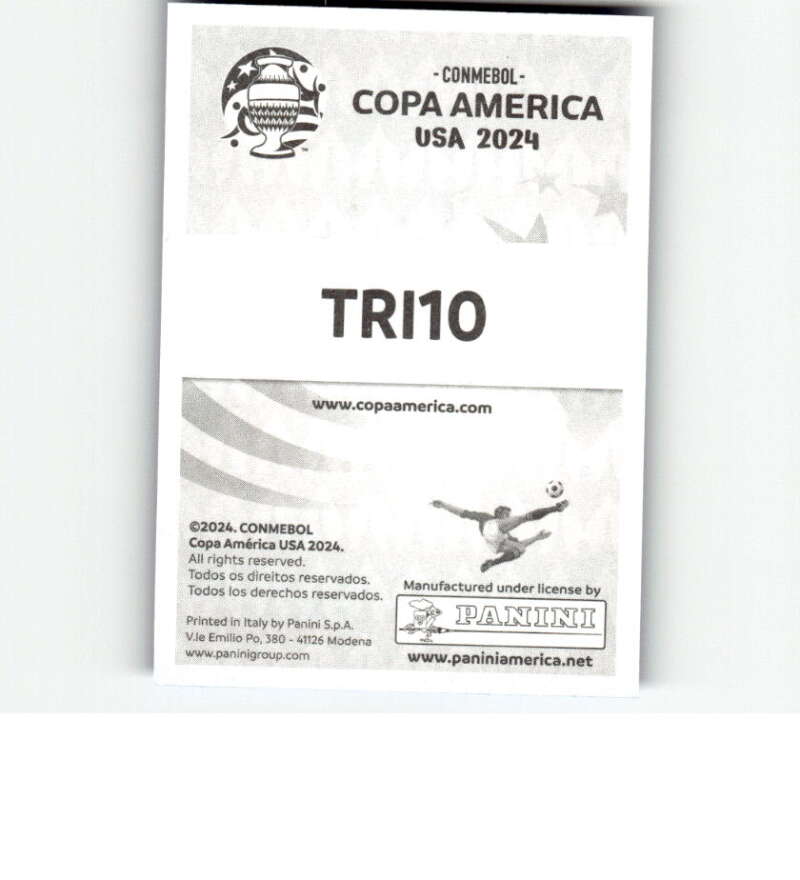 - CONMEBOL -
COPA AMERICA
USA 2024
TM
TRI10
www.copaamerica.com
©2024. CONMEBOL
Copa América USA 2024.
All rights reserved.
Todos os direitos reservados.
Todos los derechos reservados.
Printed in Italy by Panini S.p.A.
V.le Emilio Po, 380 - 41126 Modena
www.paninigroup.com
Manufactured under license by
PANINI
www.paniniamerica.net